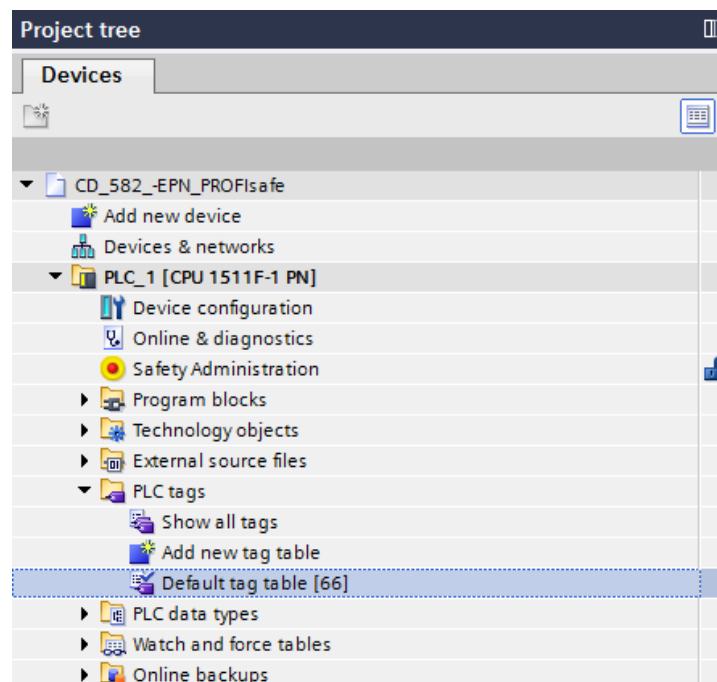 Project tree
Devices
CD_582_-EPN_PROFIsafe
Add new device
Devices & networks
PLC_1 [CPU 1511F-1 PN]
Device configuration
Online & diagnostics
Safety Administration
Program blocks
Technology objects
External source files
PLC tags
Show all tags
Add new tag table
Default tag table [66]
PLC data types
Watch and force tables
Online backups